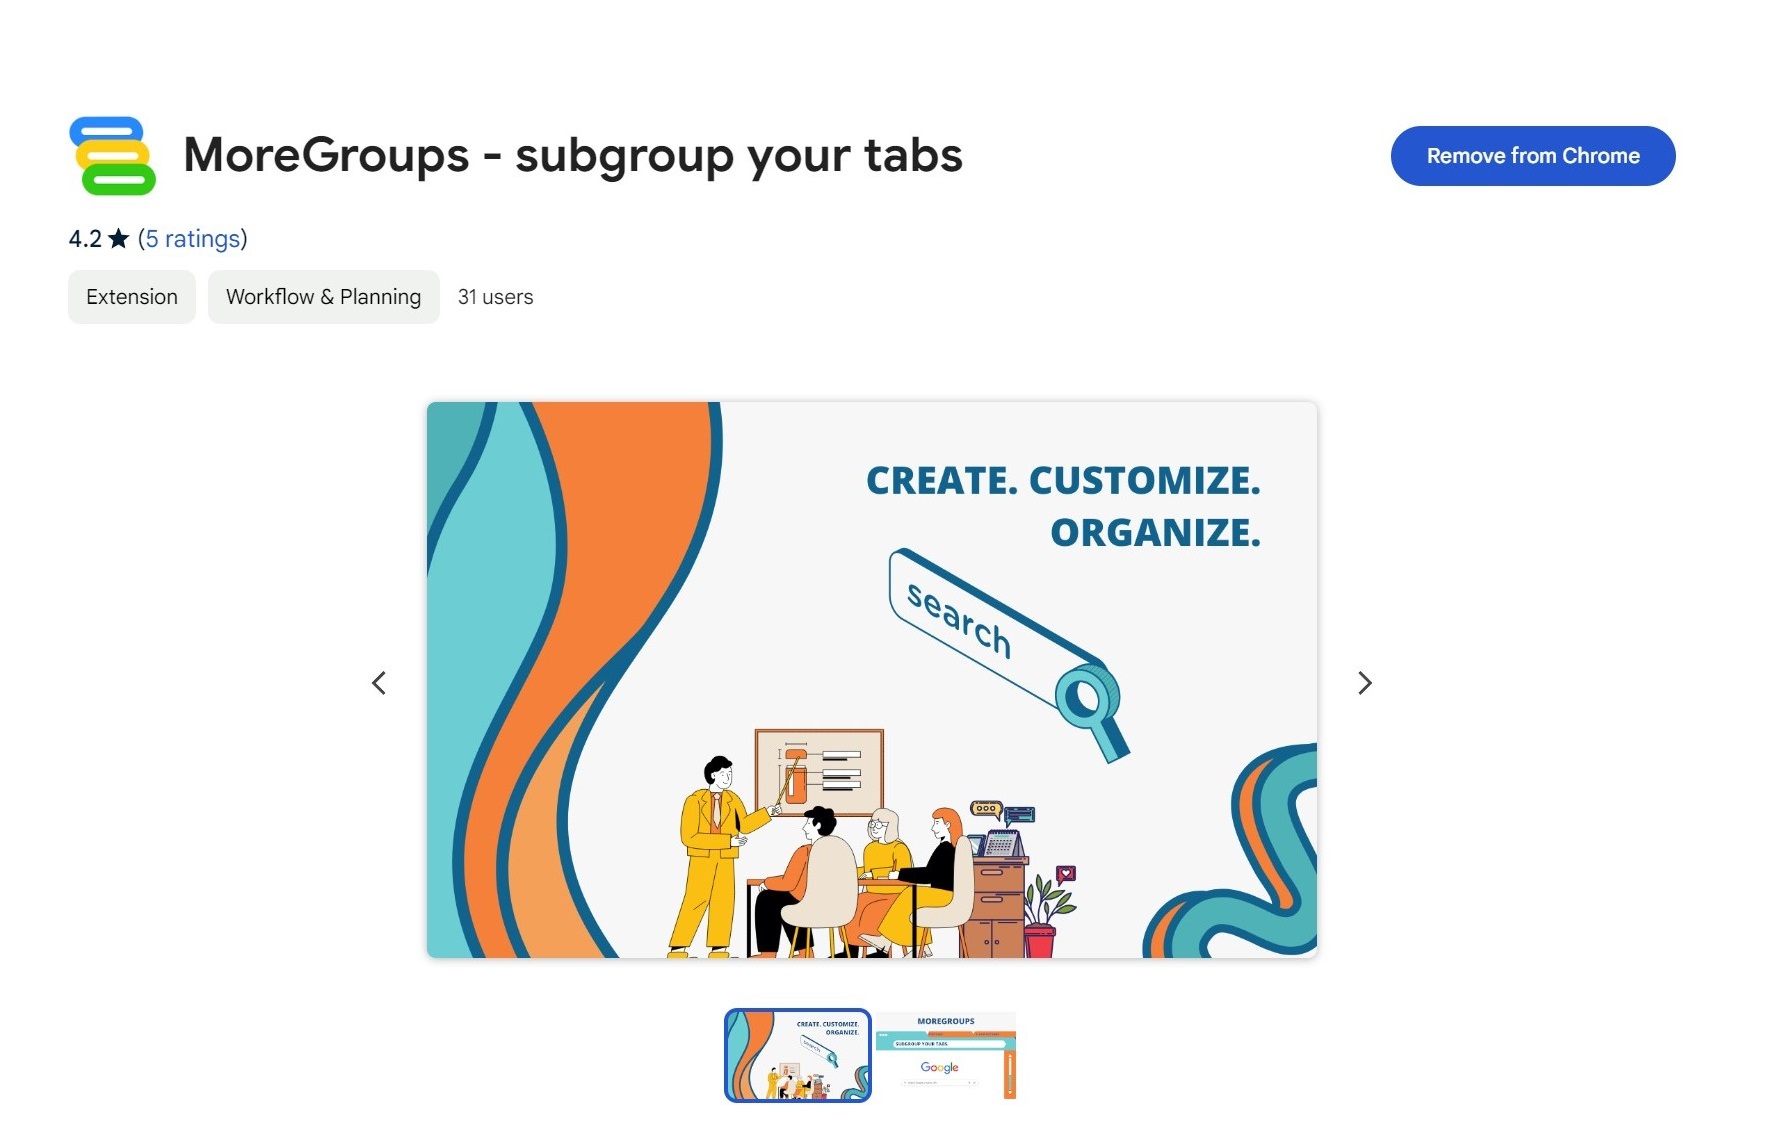 MoreGroups - subgroup your tabs
Remove from Chrome
4.2 ★ (5 ratings)
Extension
Workflow & Planning
31 users
CREATE. CUSTOMIZE.
ORGANIZE.
search
CREATE. CUSTOMIZE.
ORGANIZE.
search
MOREGROUPS
SUBGROUP YOUR TABS.
Google